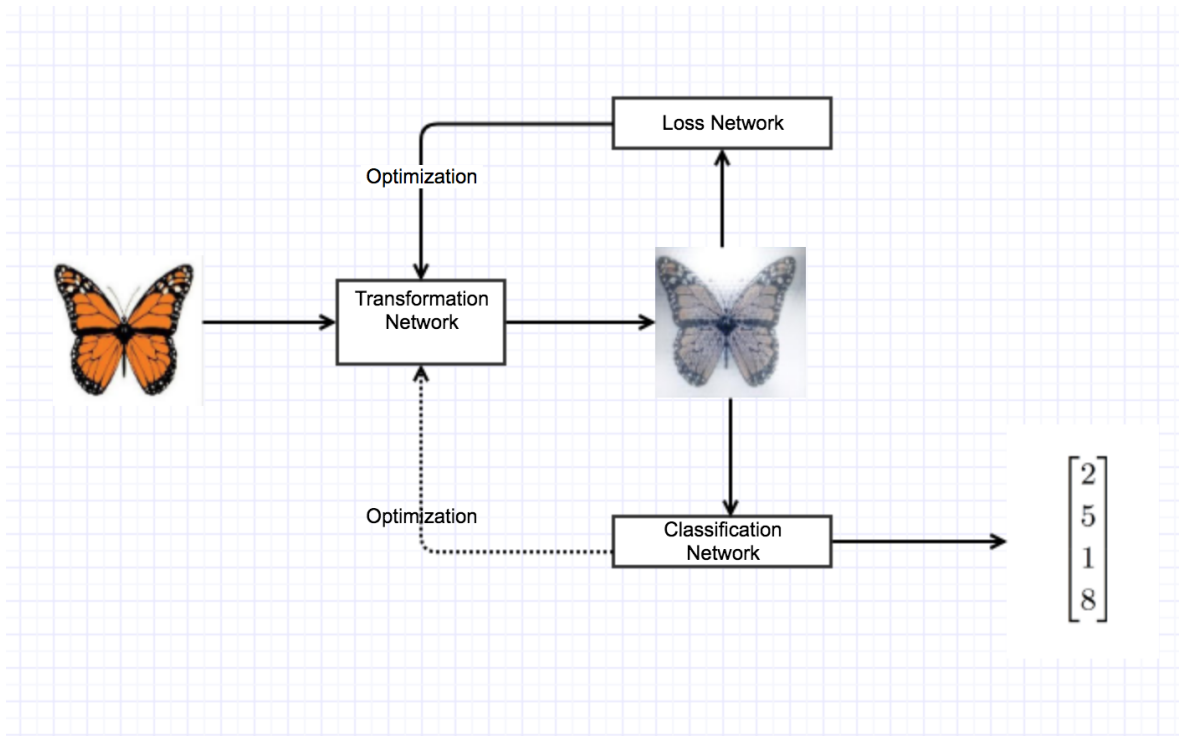 Loss Network
Optimization
Transformation
Network
Optimization
Classification
Network
2
5
1
8